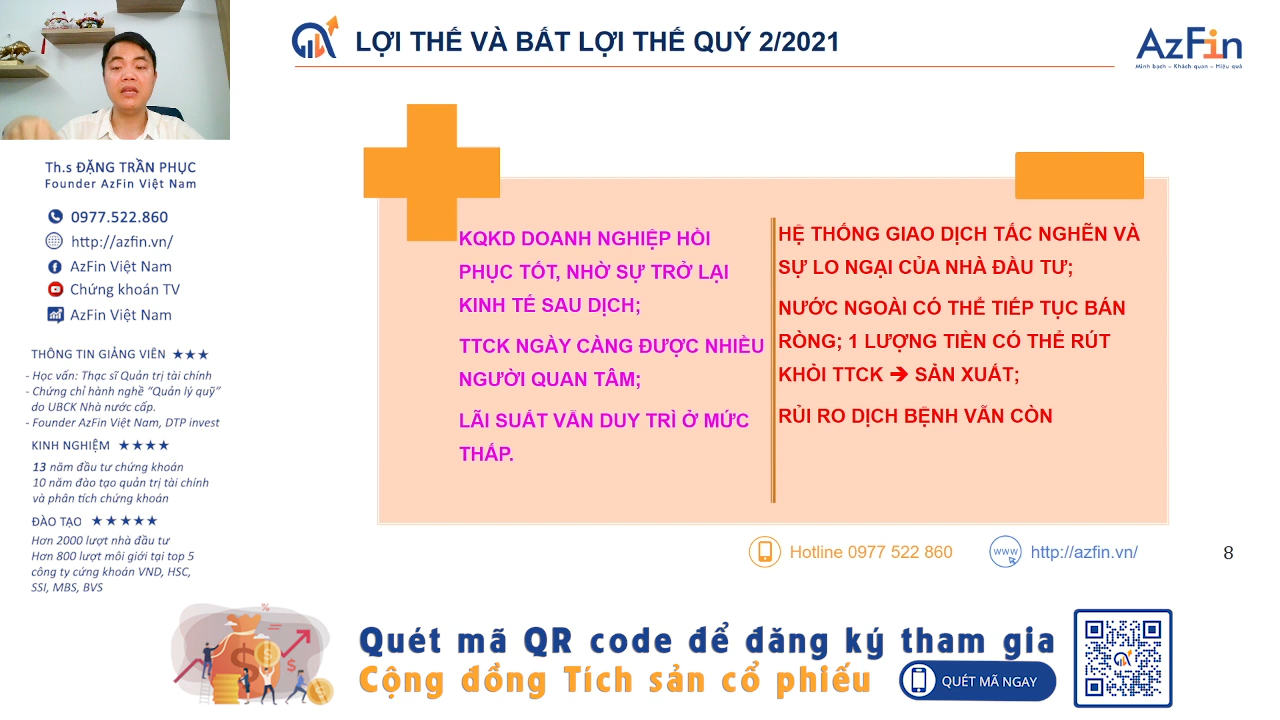 LỢI THẾ VÀ BẤT LỢI THẾ QUÝ 2/2021
AzFin
Minh bạch – Khách quan – Hiệu quả
Th.s ĐẶNG TRẦN PHỤC
Founder AzFin Việt Nam
0977.522.860
http://azfin.vn/
AzFin Việt Nam
Chứng khoán TV
AzFin Việt Nam
THÔNG TIN GIẢNG VIÊN ★★★
- Học vấn: Thạc sĩ Quản trị tài chính
- Chứng chỉ hành nghề “Quản lý quỹ”
do UBCK Nhà nước cấp.
- Founder AzFin Việt Nam, DTP invest
KINH NGHIỆM ★★★★
13 năm đầu tư chứng khoán
10 năm đào tạo quản trị tài chính
và phân tích chứng khoán
ĐÀO TẠO ★★★★★
Hơn 2000 lượt nhà đầu tư
Hơn 800 lượt môi giới tại top 5
công ty cứng khoán VND, HSC,
SSI, MBS, BVS
KQKD DOANH NGHIỆP HỒI
PHỤC TỐT, NHỜ SỰ TRỞ LẠI
KINH TẾ SAU DỊCH;
TTCK NGÀY CÀNG ĐƯỢC NHIỀU
NGƯỜI QUAN TÂM;
LÃI SUẤT VẪN DUY TRÌ Ở MỨC
THẤP.
HỆ THỐNG GIAO DỊCH TẮC NGHẼN VÀ
SỰ LO NGẠI CỦA NHÀ ĐẦU TƯ;
NƯỚC NGOÀI CÓ THỂ TIẾP TỤC BÁN
RÒNG; 1 LƯỢNG TIỀN CÓ THỂ RÚT
KHỎI TTCK ➔ SẢN XUẤT;
RỦI RO DỊCH BỆNH VẪN CÒN
Hotline 0977 522 860
www
http://azfin.vn/
8
Quét mã QR code để đăng ký tham gia
Cộng đồng Tích sản cổ phiếu
QUÉT MÃ NGAY